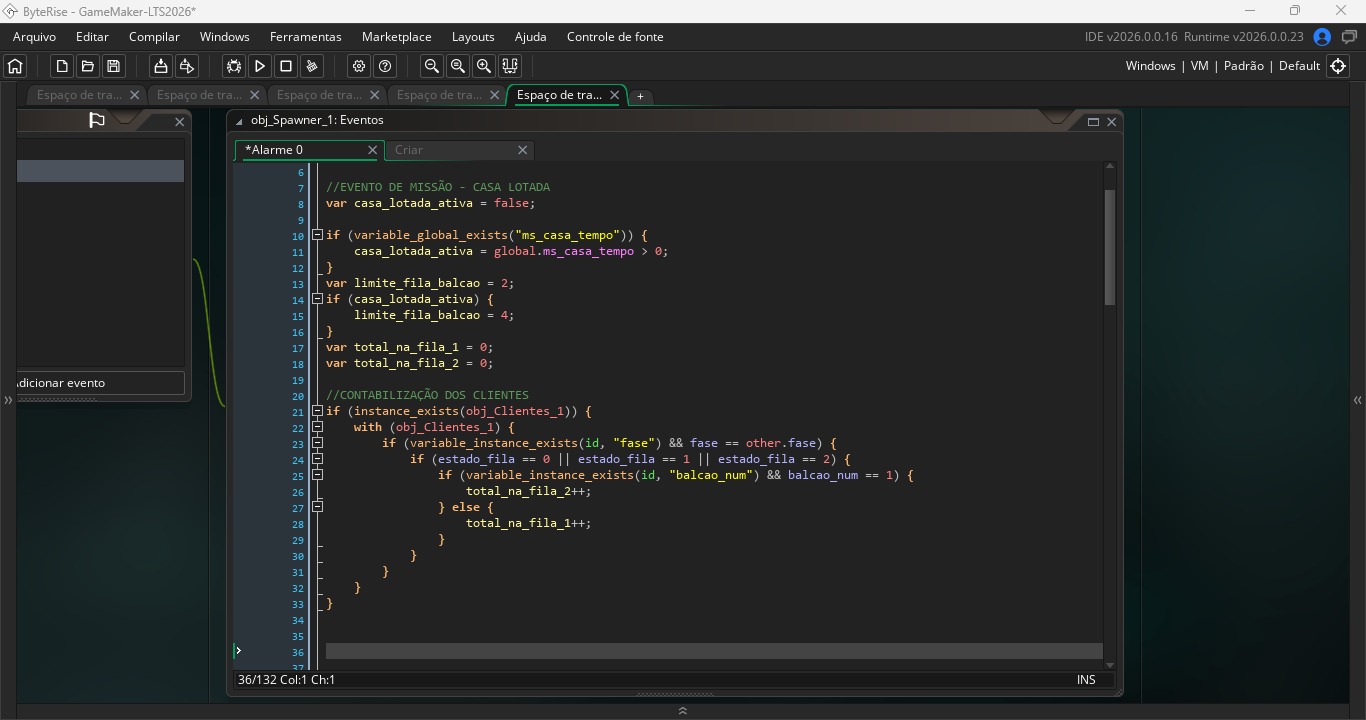 ByteRise - GameMaker-LTS2026*
Arquivo Editar Compilar Windows Ferramentas Marketplace Layouts Ajuda Controle de fonte
IDE v2026.0.0.16 Runtime v2026.0.0.23
Windows | VM | Padrão | Default
Espaço de tra... Espaço de tra... Espaço de tra... Espaço de tra... Espaço de tra... +
obj_Spawner_1: Eventos
*Alarme 0 Criar
6
7 //EVENTO DE MISSÃO - CASA LOTADA
8 var casa_lotada_ativa = false;
9
10 if (variable_global_exists("ms_casa_tempo")) {
11 casa_lotada_ativa = global.ms_casa_tempo > 0;
12 }
13 var limite_fila_balcao = 2;
14 if (casa_lotada_ativa) {
15 limite_fila_balcao = 4;
16 }
17 var total_na_fila_1 = 0;
18 var total_na_fila_2 = 0;
19
20 //CONTABILIZAÇÃO DOS CLIENTES
21 if (instance_exists(obj_Clientes_1)) {
22 with (obj_Clientes_1) {
23 if (variable_instance_exists(id, "fase") && fase == other.fase) {
24 if (estado_fila == 0 || estado_fila == 1 || estado_fila == 2) {
25 if (variable_instance_exists(id, "balcao_num") && balcao_num == 1) {
26 total_na_fila_2++;
27 } else {
28 total_na_fila_1++;
29 }
30 }
31 }
32 }
33 }
34
35
36
37
dicionar evento
36/132 Col:1 Ch:1
INS